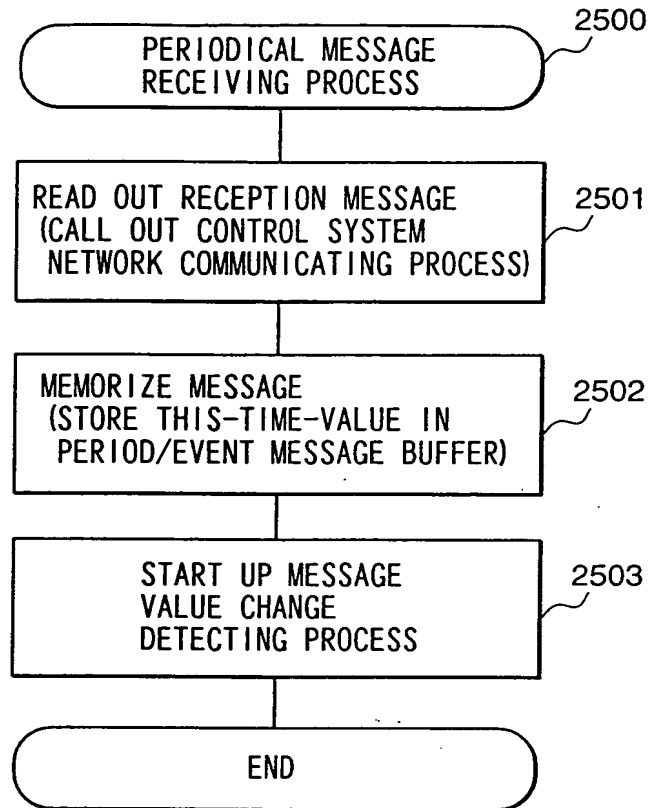 2500
PERIODICAL MESSAGE
RECEIVING PROCESS
READ OUT RECEPTION MESSAGE
(CALL OUT CONTROL SYSTEM
NETWORK COMMUNICATING PROCESS)
2501
MEMORIZE MESSAGE
(STORE THIS-TIME-VALUE IN
PERIOD/EVENT MESSAGE BUFFER)
2502
START UP MESSAGE
VALUE CHANGE
DETECTING PROCESS
2503
END